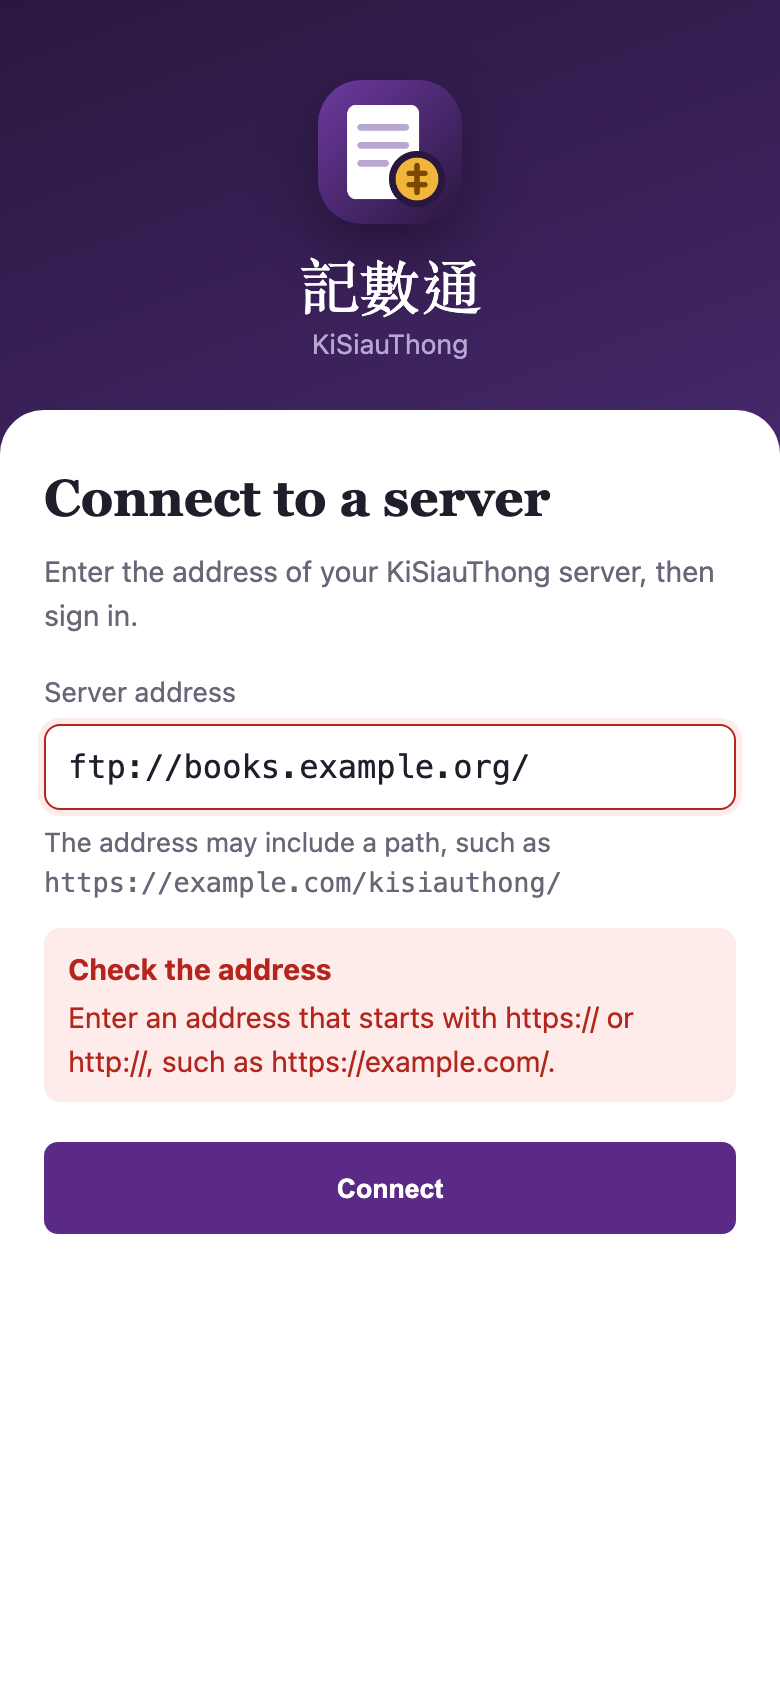 記數通
KiSiauThong
Connect to a server
Enter the address of your KiSiauThong server, then
sign in.
Server address
ftp://books.example.org/
The address may include a path, such as
https://example.com/kisiauthong/
Check the address
Enter an address that starts with https:// or
http://, such as https://example.com/.
Connect